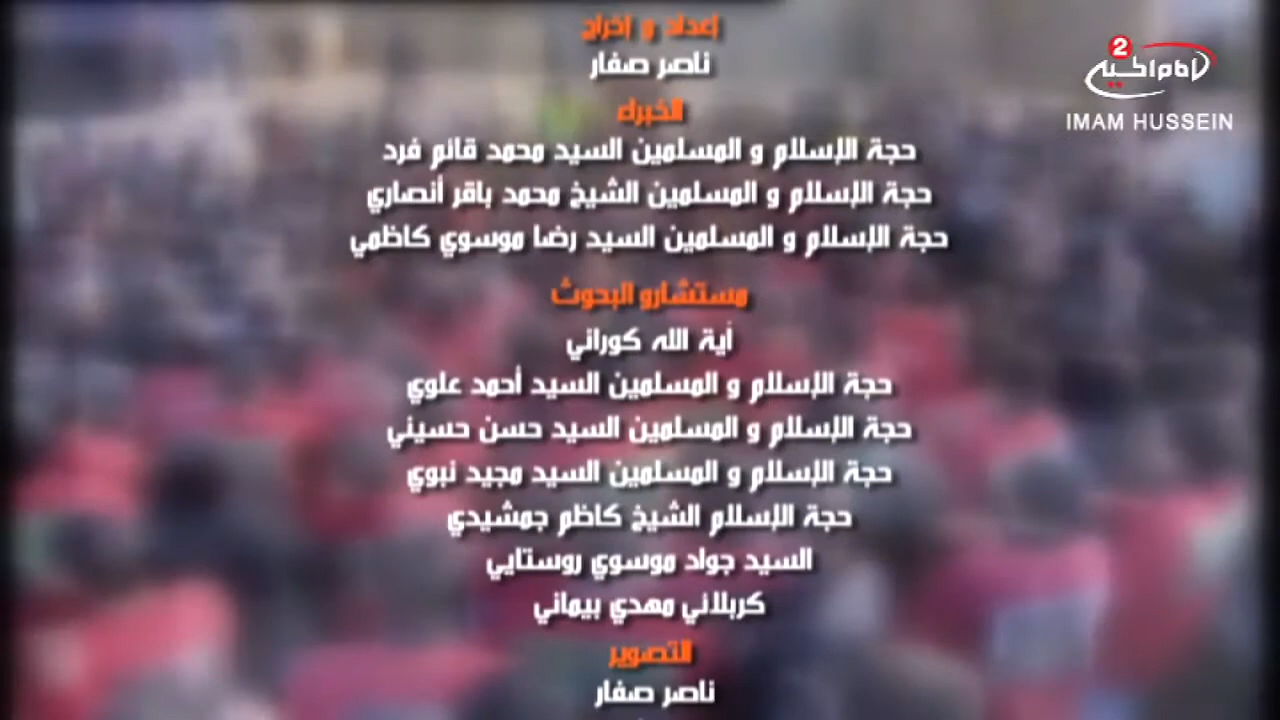 إعداد و إخراج
ناصر صفار
الخبراء
حجة الإسلام و المسلمين السيد محمد قائم فرد
حجة الإسلام و المسلمين الشيخ محمد باقر أنصاري
حجة الإسلام و المسلمين السيد رضا موسوي كاظمي
مستشارو البحوث
آية الله كوراني
حجة الإسلام و المسلمين السيد أحمد علوي
حجة الإسلام و المسلمين السيد حسن حسيني
حجة الإسلام و المسلمين السيد مجيد نبوي
حجة الإسلام الشيخ كاظم جمشيدي
السيد جواد موسوي روستايي
كربلائي مهدي بيماني
التصوير
ناصر صفار
2
IMAM HUSSEIN